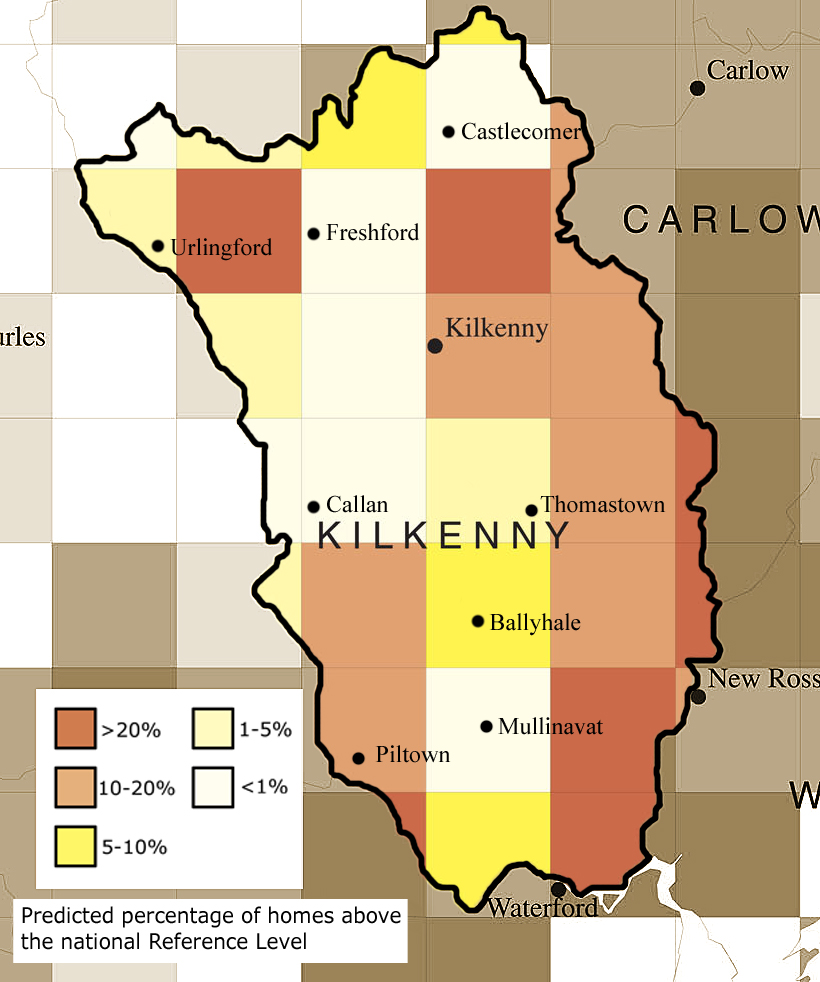 Carlow
Castlecomer
CARLOW
Freshford
Urlingford
Kilkenny
urles
Callan
Thomastown
KILKENNY
Ballyhale
New Ross
Mullinavat
Piltown
W
>20%
1-5%
10-20%
<1%
5-10%
Waterford
Predicted percentage of homes above
the national Reference Level